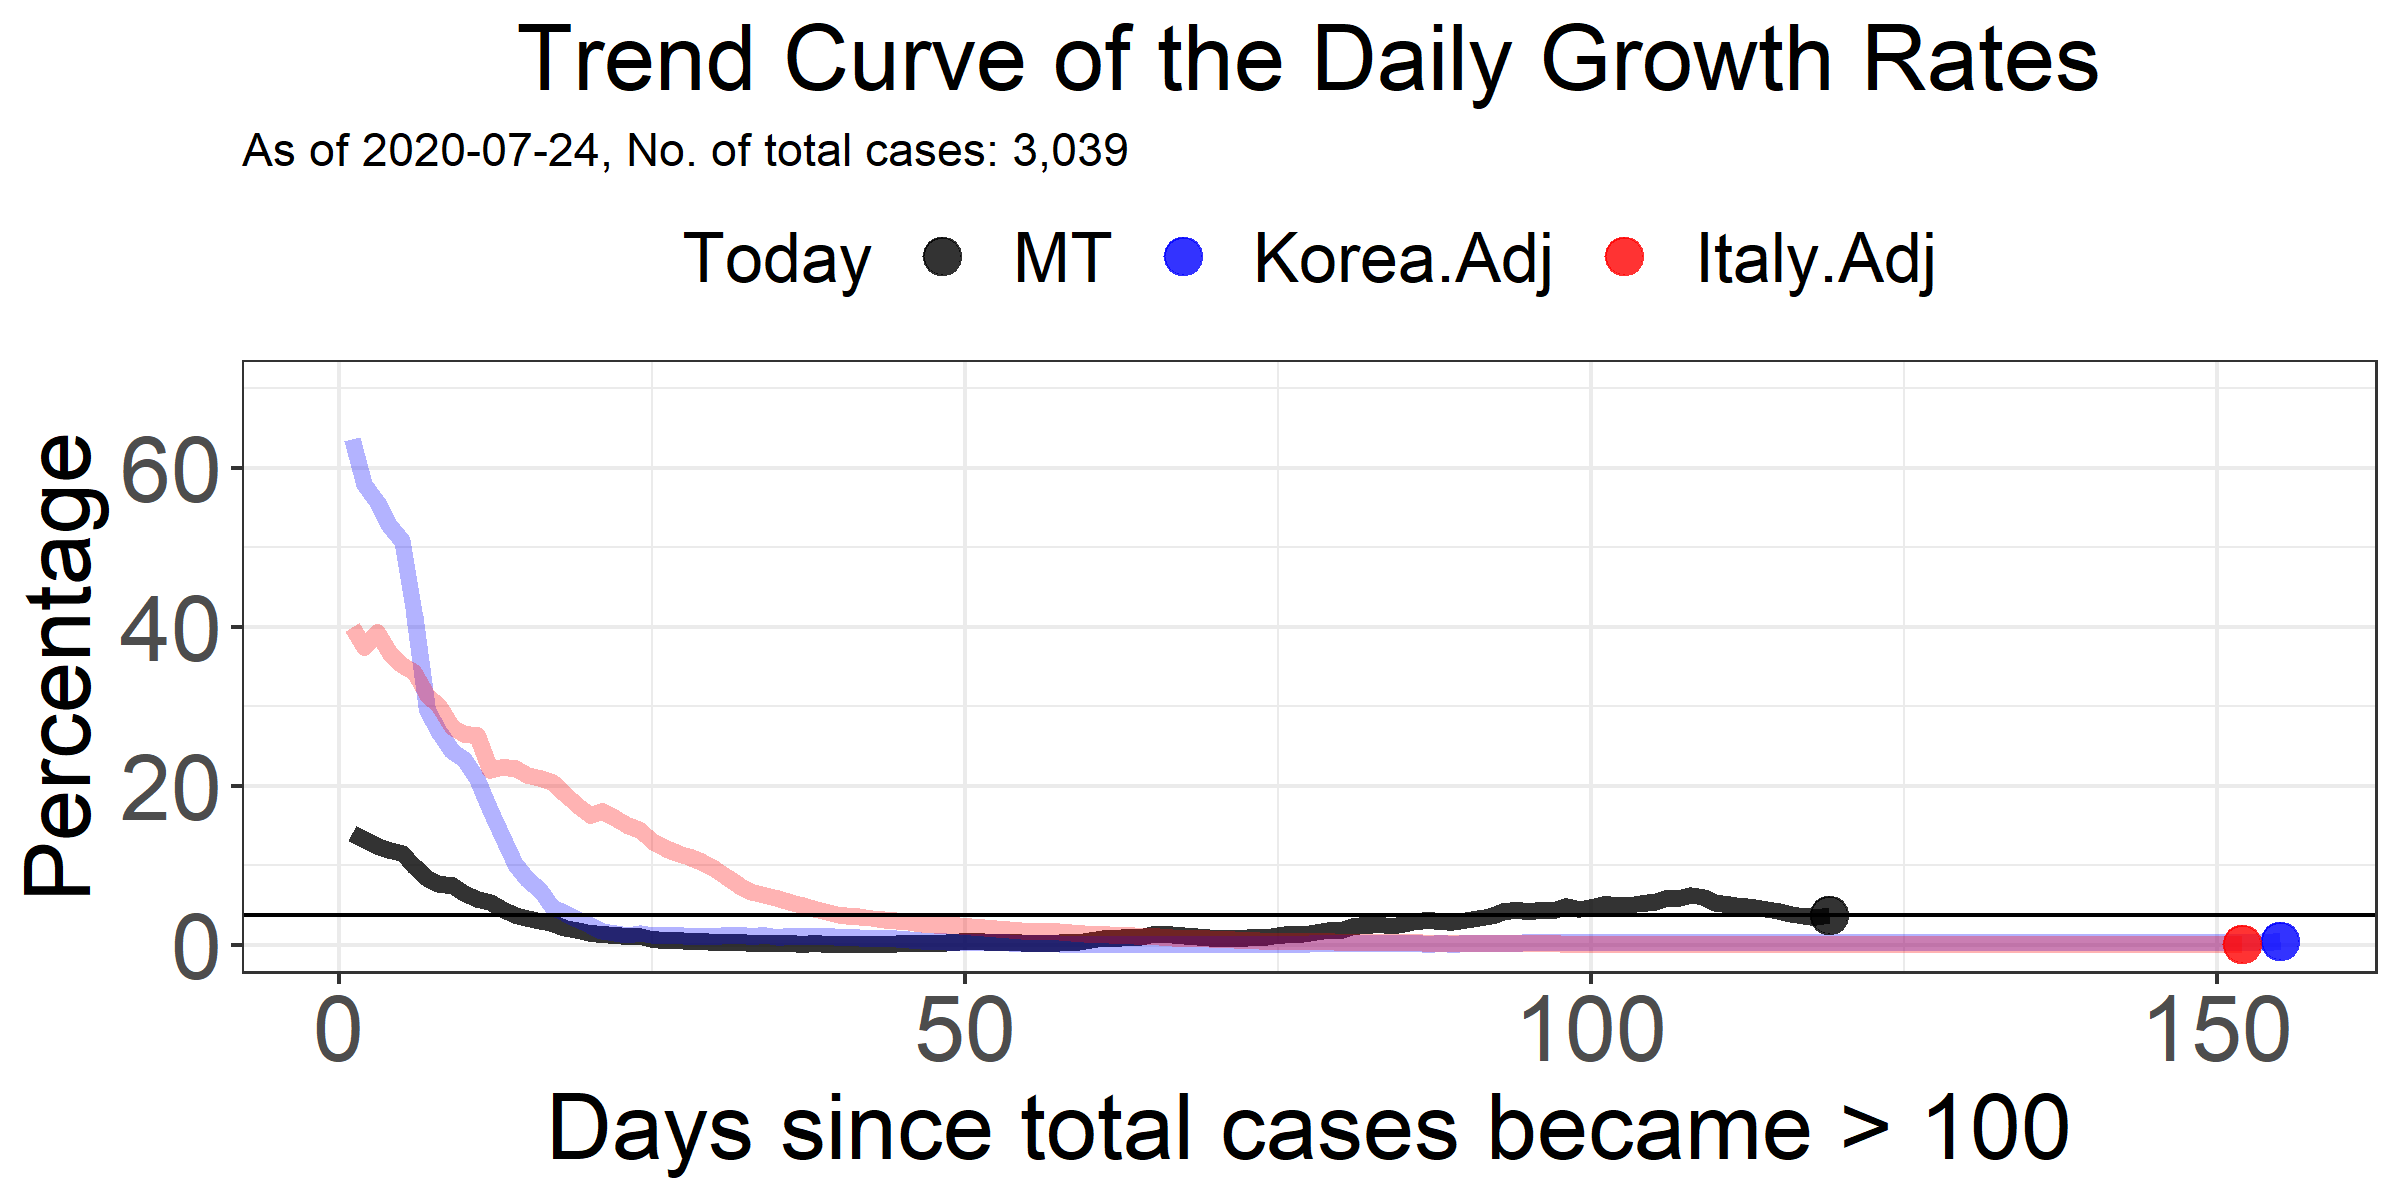 Trend Curve of the Daily Growth Rates
As of 2020-07-24, No. of total cases: 3,039
Today MT Korea.Adj Italy.Adj
Percentage
60
40
20
0
0 50 100 150
Days since total cases became > 100